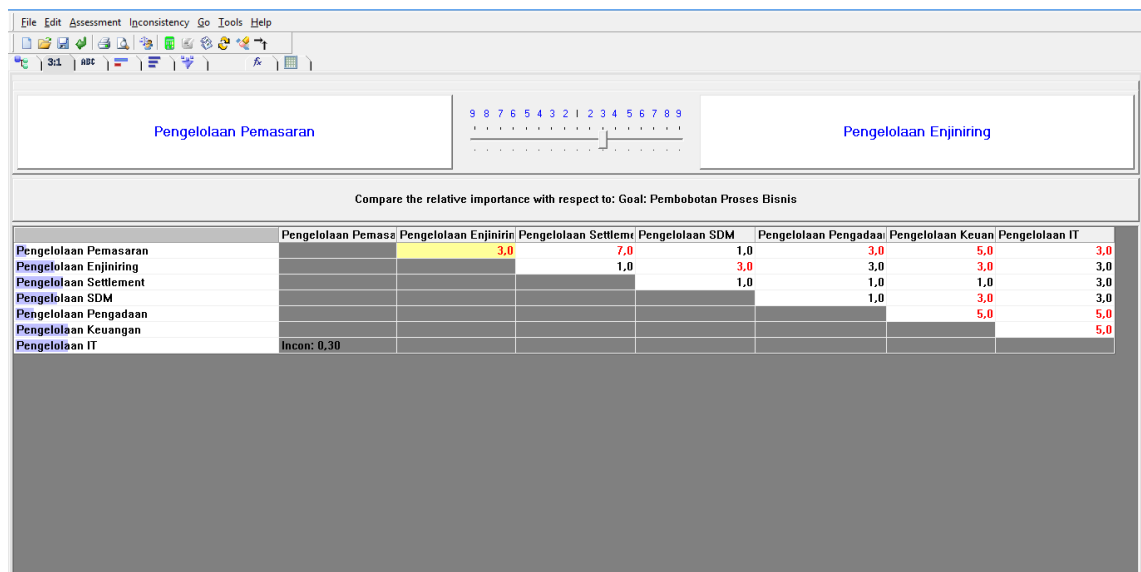 File Edit Assessment Inconsistency Go Tools Help
3:1 ABC fx
9 8 7 6 5 4 3 2 1 2 3 4 5 6 7 8 9
Pengelolaan Pemasaran Pengelolaan Enjiniring
Compare the relative importance with respect to: Goal: Pembobotan Proses Bisnis
Pengelolaan Pemasa Pengelolaan Enjinirin Pengelolaan Settleme Pengelolaan SDM Pengelolaan Pengadaa Pengelolaan Keuan Pengelolaan IT
Pengelolaan Pemasaran 3,0 7,0 1,0 3,0 5,0 3,0
Pengelolaan Enjiniring 1,0 3,0 3,0 3,0 3,0
Pengelolaan Settlement 1,0 1,0 1,0 3,0
Pengelolaan SDM 1,0 3,0 3,0
Pengelolaan Pengadaan 5,0 5,0
Pengelolaan Keuangan 5,0
Pengelolaan IT Incon: 0,30